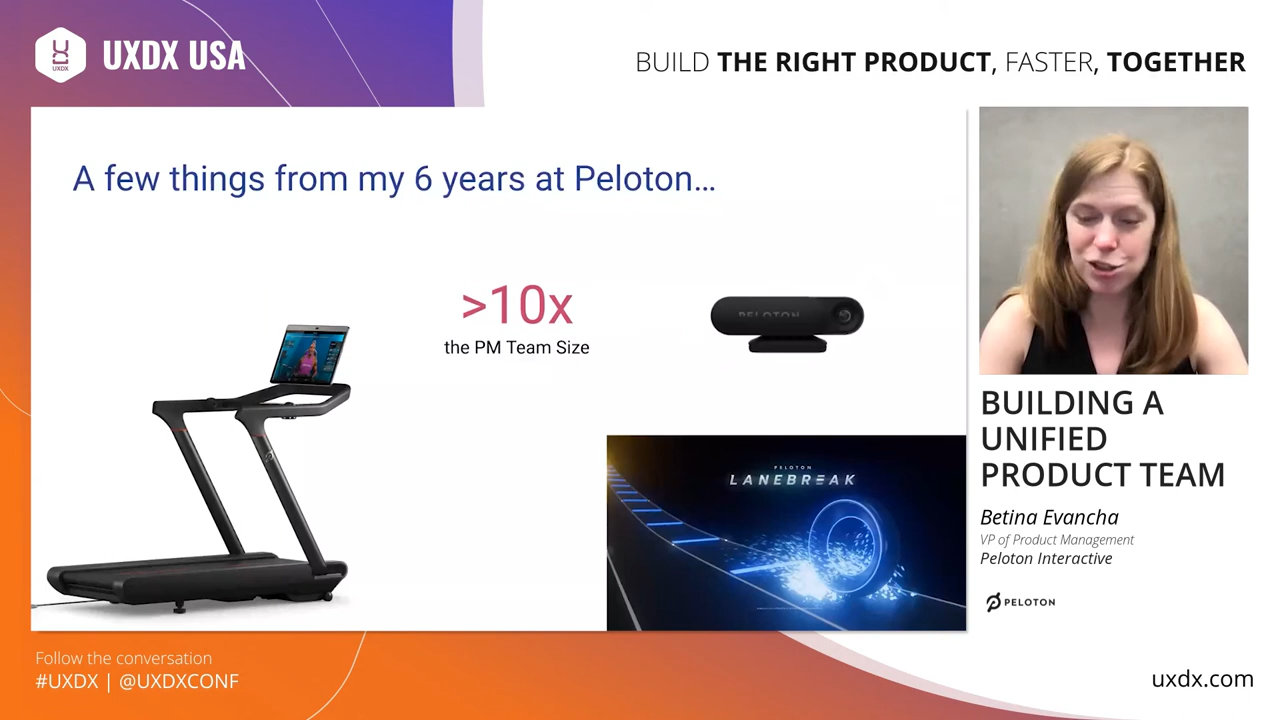 UXDX
UXDX USA
BUILD THE RIGHT PRODUCT, FASTER, TOGETHER
A few things from my 6 years at Peloton...
>10x
the PM Team Size
PELOTON
PELOTON
LANEBREAK
BUILDING A
UNIFIED
PRODUCT TEAM
Betina Evancha
VP of Product Management
Peloton Interactive
PELOTON
Follow the conversation
#UXDX | @UXDXCONF
uxdx.com